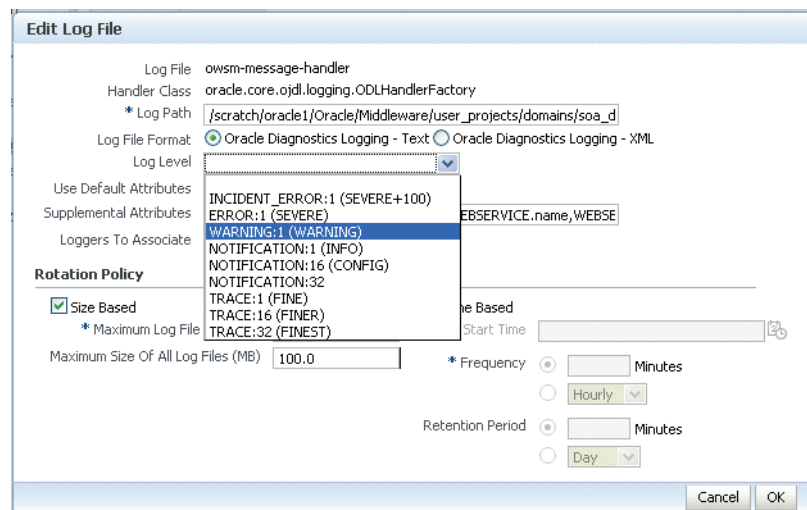 Edit Log File
Log File owsm-message-handler
Handler Class oracle.core.ojdl.logging.ODLHandlerFactory
* Log Path /scratch/oracle1/Oracle/Middleware/user_projects/domains/soa_d
Log File Format Oracle Diagnostics Logging - Text Oracle Diagnostics Logging - XML
Log Level
Use Default Attributes
INCIDENT_ERROR:1 (SEVERE+100)
Supplemental Attributes ERROR:1 (SEVERE) EBSERVICE.name,WEBSE
WARNING:1 (WARNING)
Loggers To Associate NOTIFICATION:1 (INFO)
NOTIFICATION:16 (CONFIG)
Rotation Policy NOTIFICATION:32
TRACE:1 (FINE)
Size Based TRACE:16 (FINER) ne Based
* Maximum Log File TRACE:32 (FINEST) Start Time
Maximum Size Of All Log Files (MB) 100.0 * Frequency Minutes
Hourly
Retention Period Minutes
Day
Cancel OK